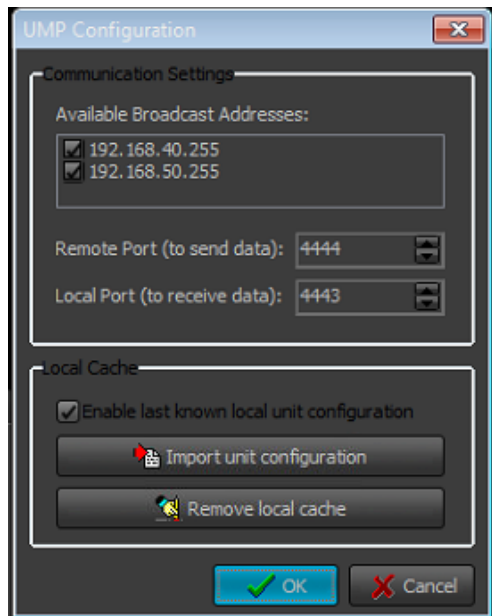 UMP Configuration
Communication Settings
Available Broadcast Addresses:
192.168.40.255
192.168.50.255
Remote Port (to send data): 4444
Local Port (to receive data): 4443
Local Cache
Enable last known local unit configuration
Import unit configuration
Remove local cache
OK Cancel